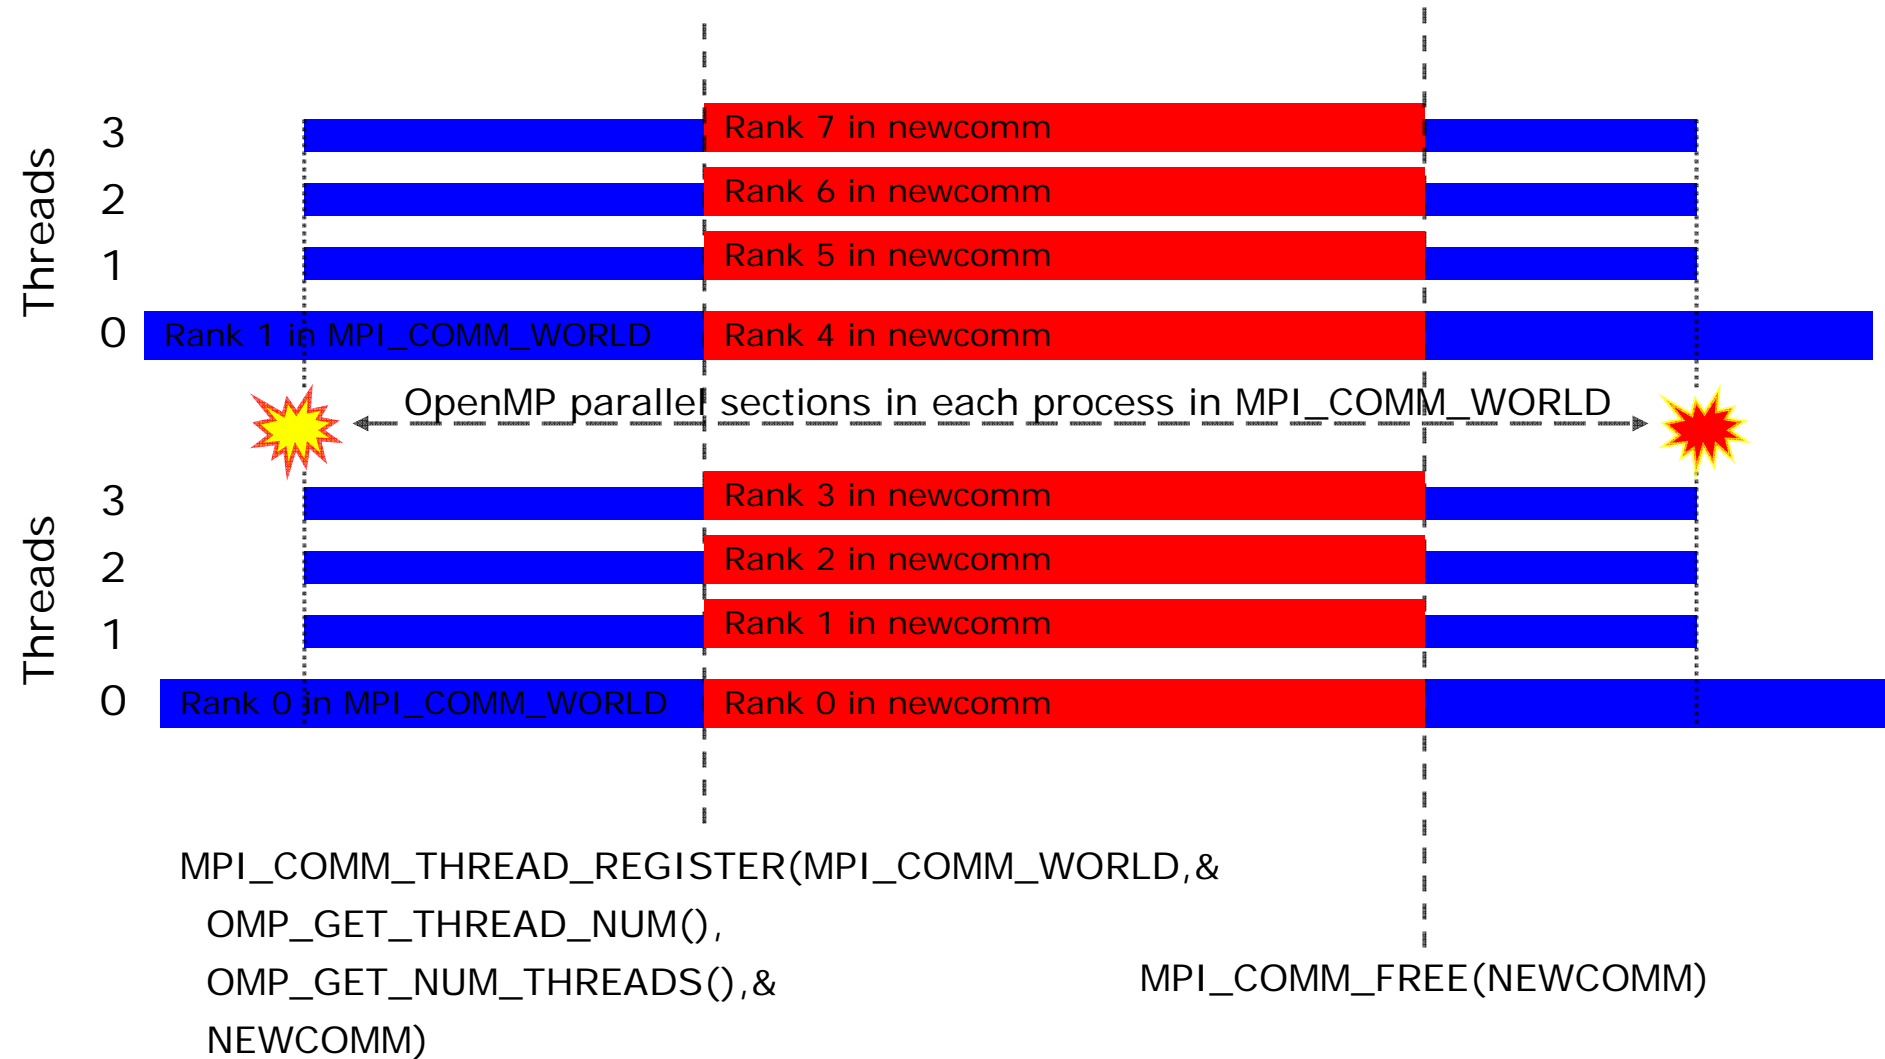 Threads
3
Rank 7 in newcomm
2
Rank 6 in newcomm
1
Rank 5 in newcomm
0
Rank 1 in MPI_COMM_WORLD
Rank 4 in newcomm
OpenMP parallel sections in each process in MPI_COMM_WORLD
Threads
3
Rank 3 in newcomm
2
Rank 2 in newcomm
1
Rank 1 in newcomm
0
Rank 0 in MPI_COMM_WORLD
Rank 0 in newcomm
MPI_COMM_THREAD_REGISTER(MPI_COMM_WORLD,&
OMP_GET_THREAD_NUM(),
OMP_GET_NUM_THREADS(),&
NEWCOMM)
MPI_COMM_FREE(NEWCOMM)